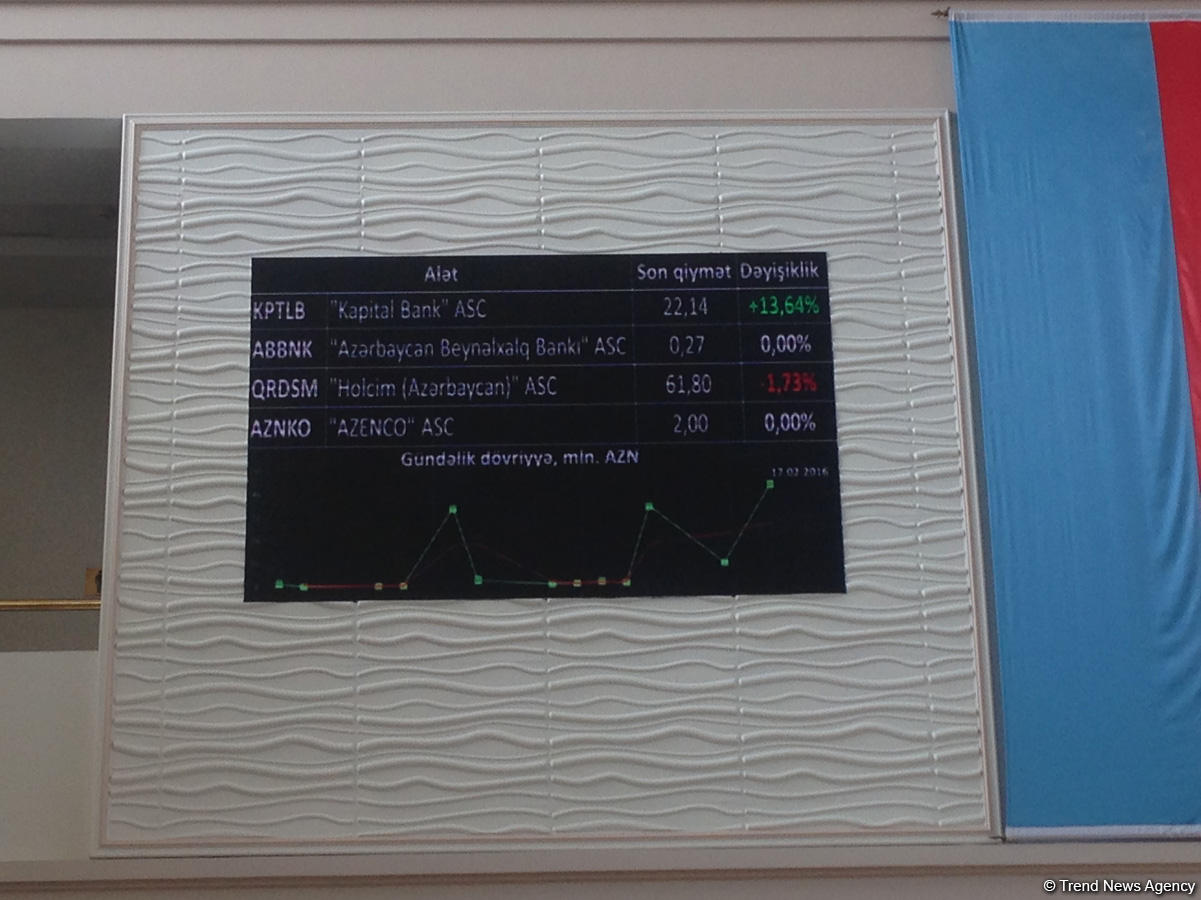 Alət Son qiymət Dəyişiklik
KPTLB "Kapital Bank" ASC 22,14 +13,64%
ABBNK "Azərbaycan Beynəlxalq Bankı" ASC 0,27 0,00%
QRDSM "Holcim (Azərbaycan)" ASC 61,80 -1,73%
AZNKO "AZENCO" ASC 2,00 0,00%
Gündəlik dövriyyə, mln. AZN
17.02.2016
© Trend News Agency